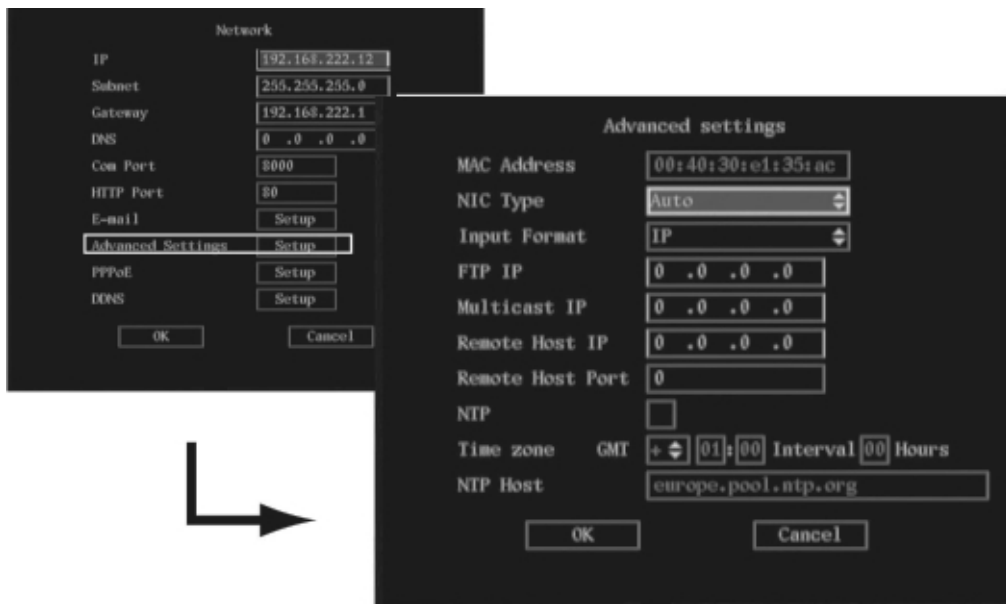 Network
IP 192.168.222.12
Subnet 255.255.255.0
Gateway 192.168.222.1
DNS 0 .0 .0 .0
Com Port 8000
HTTP Port 80
E-mail Setup
Advanced Settings Setup
PPPoE Setup
DDNS Setup
OK Cancel
Advanced settings
MAC Address 00:40:30:e1:35:ac
NIC Type Auto
Input Format IP
FTP IP 0 .0 .0 .0
Multicast IP 0 .0 .0 .0
Remote Host IP 0 .0 .0 .0
Remote Host Port 0
NTP
Time zone GMT + 01:00 Interval 00 Hours
NTP Host europe.pool.ntp.org
OK Cancel